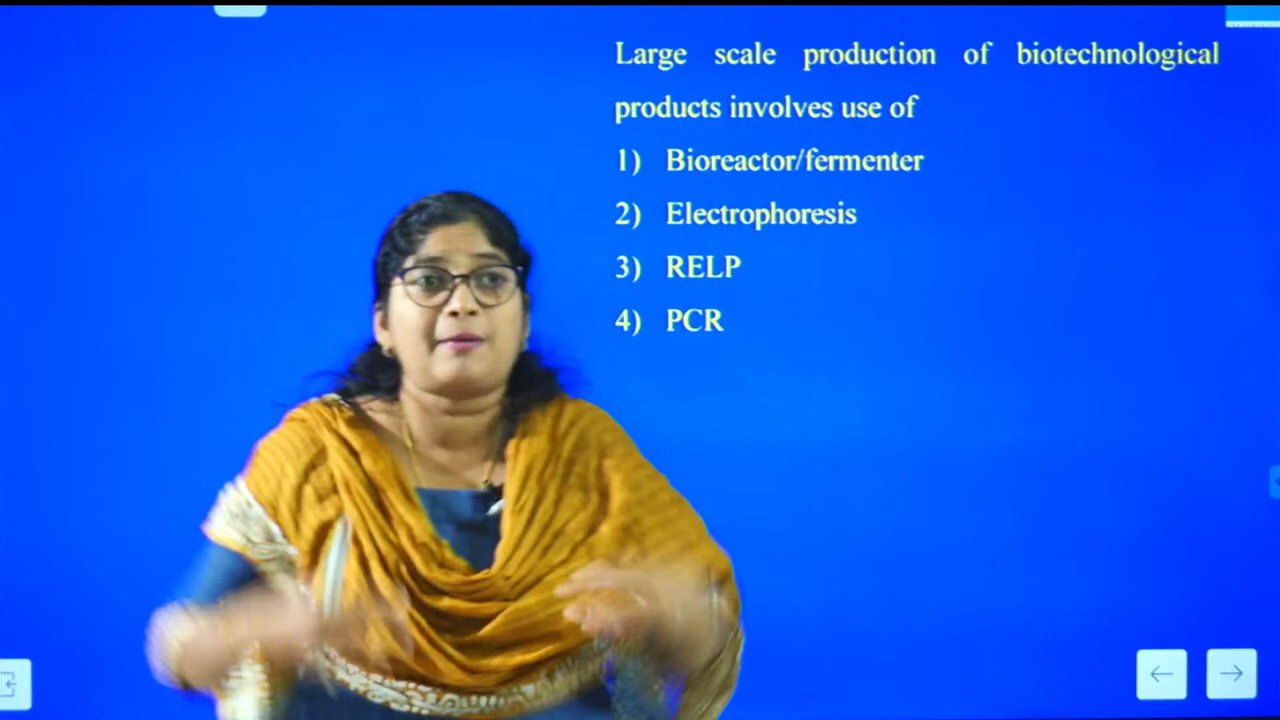 Large scale production of biotechnological
products involves use of
1) Bioreactor/fermenter
2) Electrophoresis
3) RELP
4) PCR